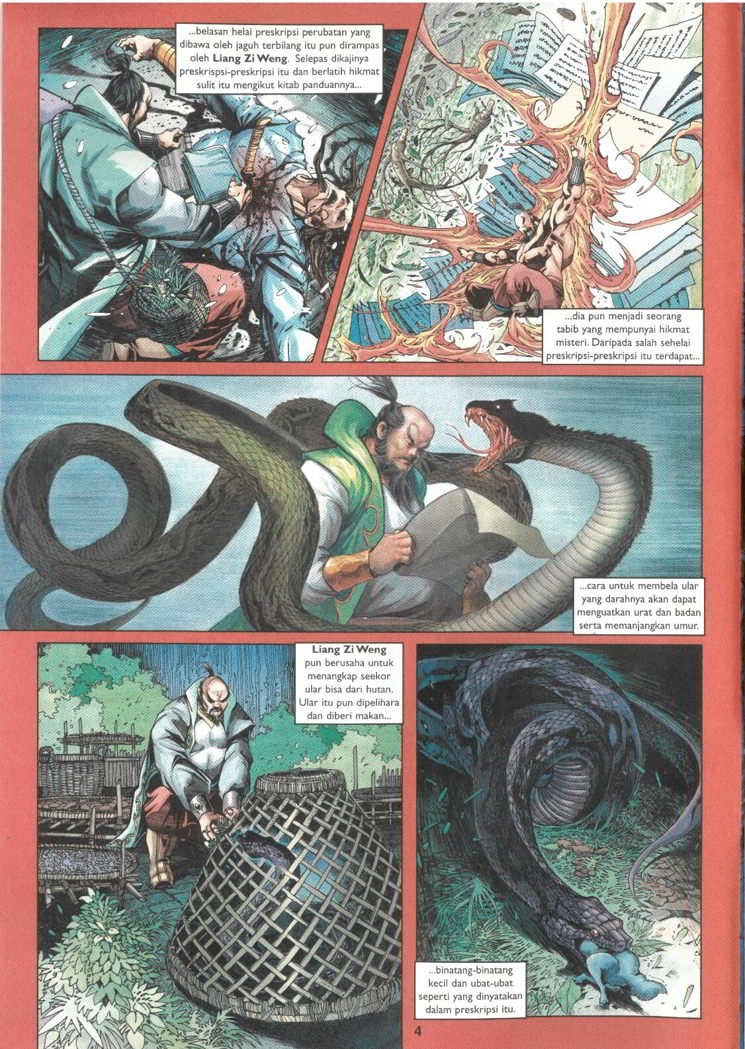 ...belasan helai preskripsi perubatan yang
dibawa oleh jaguh terbilang itu pun dirampas
oleh Liang Zi Weng. Selepas dikajinya
preskrispsi-preskripsi itu dan berlatih hikmat
sulit itu mengikut kitab panduannya...
...dia pun menjadi seorang
tabib yang mempunyai hikmat
misteri. Daripada salah sehelai
preskripsi-preskripsi itu terdapat...
...cara untuk membela ular
yang darahnya akan dapat
menguatkan urat dan badan
serta memanjangkan umur.
Liang Zi Weng
pun berusaha untuk
menangkap seekor
ular bisa dari hutan.
Ular itu pun dipelihara
dan diberi makan...
...binatang-binatang
kecil dan ubat-ubat
seperti yang dinyatakan
dalam preskripsi itu.
4